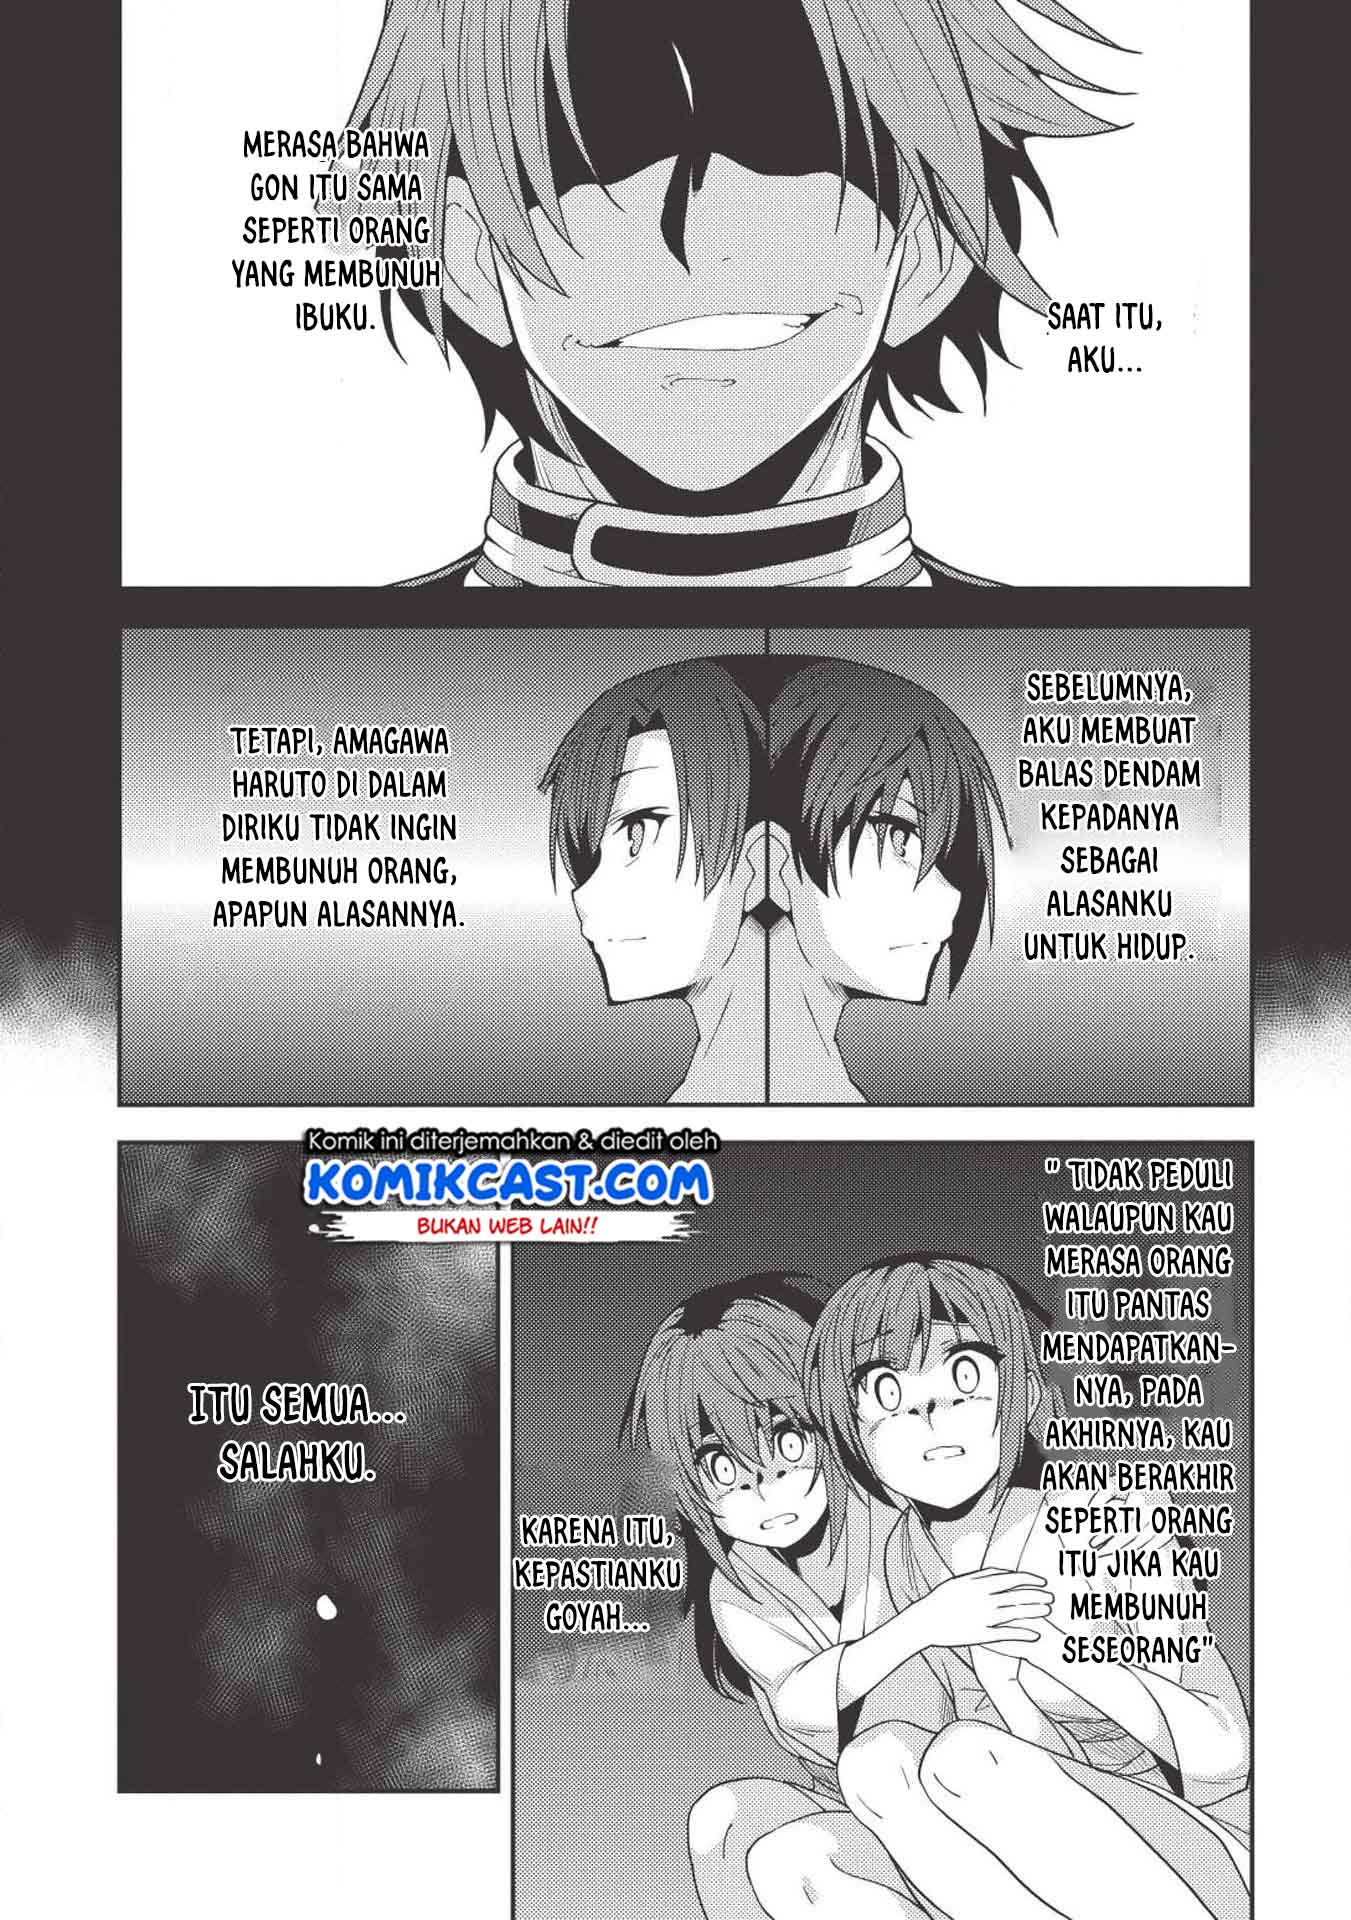 SAAT ITU,
AKU...
MERASA BAHWA
GON ITU SAMA
SEPERTI ORANG
YANG MEMBUNUH
IBUKU.
SEBELUMNYA,
AKU MEMBUAT
BALAS DENDAM
KEPADANYA
SEBAGAI
ALASANKU
UNTUK HIDUP.
TETAPI, AMAGAWA
HARUTO DI DALAM
DIRIKU TIDAK INGIN
MEMBUNUH ORANG,
APAPUN ALASANNYA.
Komik ini diterjemahkan & diedit oleh
KOMIKCAST.COM
BUKAN WEB LAIN!!
" TIDAK PEDULI
WALAUPUN KAU
MERASA ORANG
ITU PANTAS
MENDAPATKAN-
NYA, PADA
AKHIRNYA, KAU
AKAN BERAKHIR
SEPERTI ORANG
ITU JIKA KAU
MEMBUNUH
SESEORANG"
KARENA ITU,
KEPASTIANKU
GOYAH...
ITU SEMUA...
SALAHKU.